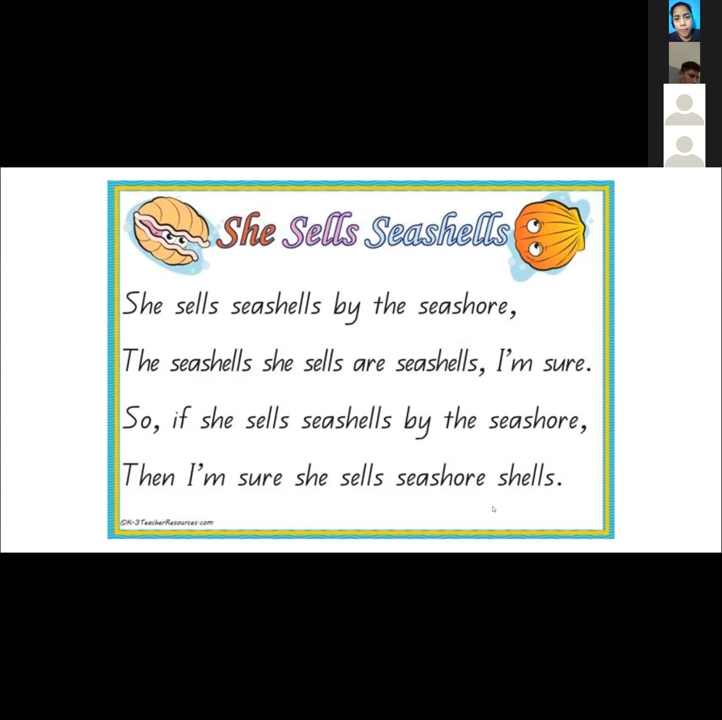 She Sells Seashells
She sells seashells by the seashore,
The seashells she sells are seashells, I'm sure.
So, if she sells seashells by the seashore,
Then I'm sure she sells seashore shells.
©K-3TeacherResources.com